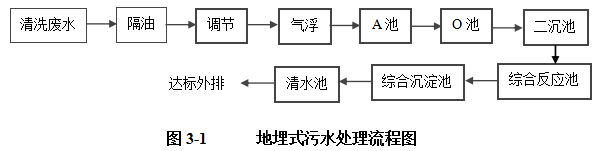 清洗废水 隔油 调节 气浮 A 池 O 池 二沉池
达标外排 清水池 综合沉淀池 综合反应池
图 3-1 地埋式污水处理流程图